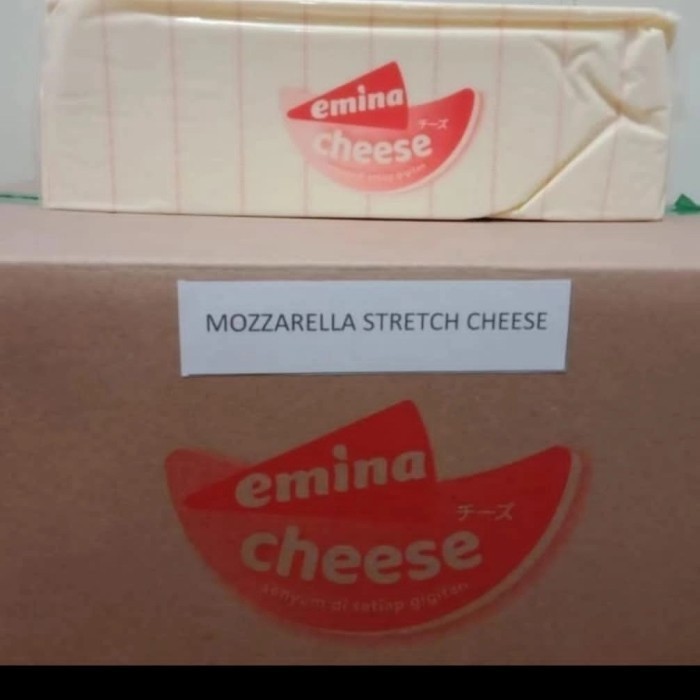 emina
チーズ
cheese
MOZZARELLA STRETCH CHEESE
emina
チーズ
cheese
senyum di setiap gigitan